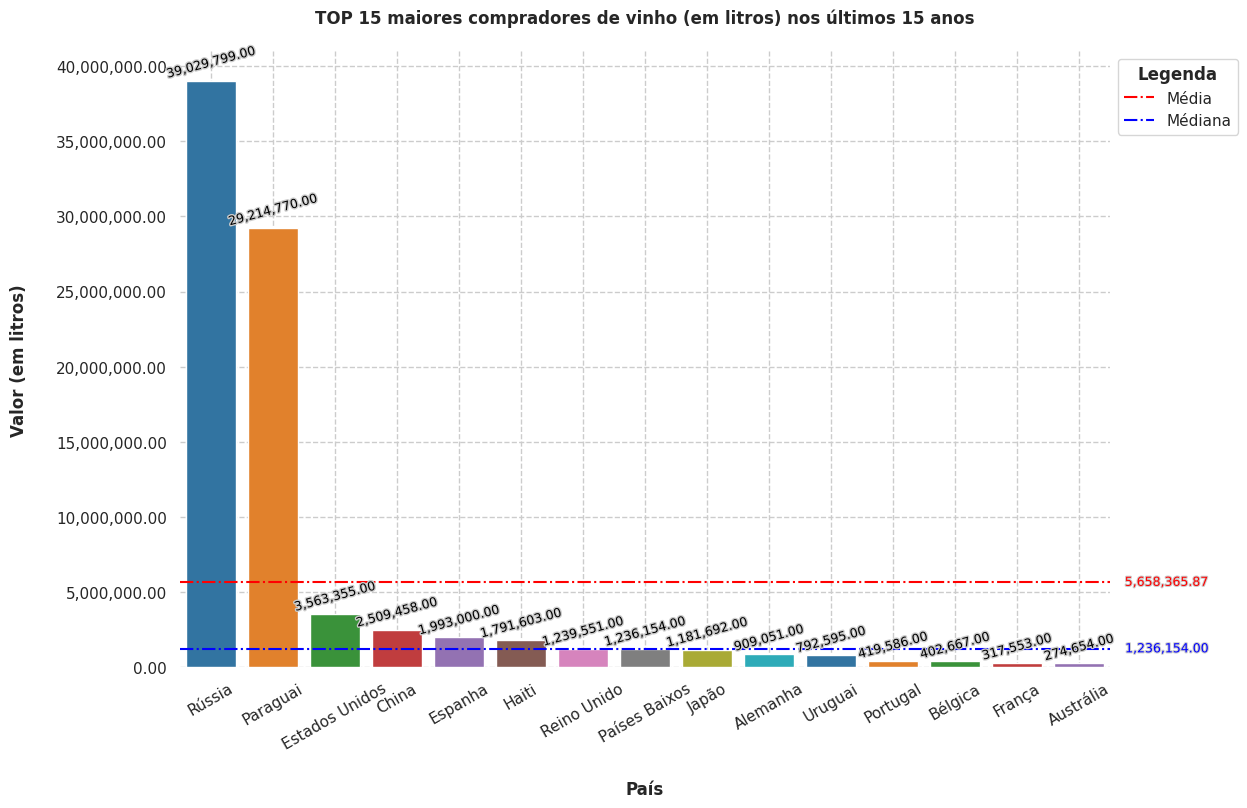 TOP 15 maiores compradores de vinho (em litros) nos últimos 15 anos
Legenda
Média
Médiana
Valor (em litros)
40,000,000.00
35,000,000.00
30,000,000.00
25,000,000.00
20,000,000.00
15,000,000.00
10,000,000.00
5,000,000.00
0.00
39,029,799.00
29,214,770.00
3,563,355.00
2,509,458.00
1,993,000.00
1,791,603.00
1,239,551.00
1,236,154.00
1,181,692.00
909,051.00
792,595.00
419,586.00
402,667.00
317,553.00
274,654.00
5,658,365.87
1,236,154.00
Rússia
Paraguai
Estados Unidos
China
Espanha
Haiti
Reino Unido
Países Baixos
Japão
Alemanha
Uruguai
Portugal
Bélgica
França
Austrália
País